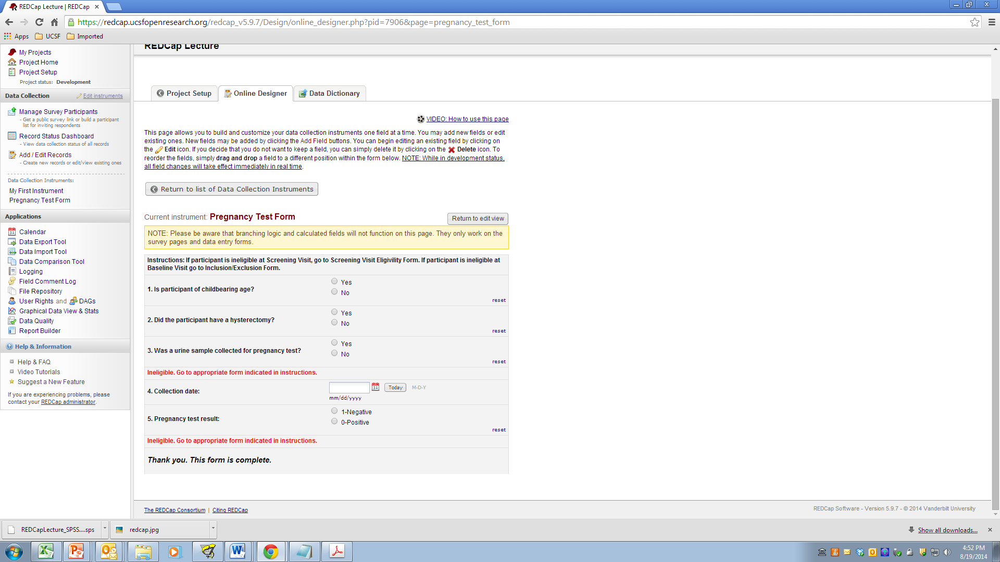 REDCap Lecture | REDCap
https://redcap.ucsfopenresearch.org/redcap_v5.9.7/Design/online_designer.php?pid=7906&page=pregnancy_test_form
Apps UCSF Imported
REDCap Lecture
My Projects
Project Home
Project Setup
Project status: Development
Data Collection Edit instruments
Manage Survey Participants
- Get a public survey link or build a participant
list for inviting respondents
Record Status Dashboard
- View data collection status of all records
Add / Edit Records
- Create new records or edit/view existing ones
Data Collection Instruments:
My First Instrument
Pregnancy Test Form
Applications
31 Calendar
Data Export Tool
Data Import Tool
Data Comparison Tool
Logging
Field Comment Log
File Repository
User Rights and DAGs
Graphical Data View & Stats
Data Quality
Report Builder
Help & Information
Help & FAQ
Video Tutorials
Suggest a New Feature
If you are experiencing problems, please
contact your REDCap administrator.
Project Setup Online Designer Data Dictionary
VIDEO: How to use this page
This page allows you to build and customize your data collection instruments one field at a time. You may add new fields or edit
existing ones. New fields may be added by clicking the Add Field buttons. You can begin editing an existing field by clicking on
the Edit icon. If you decide that you do not want to keep a field, you can simply delete it by clicking on the Delete icon. To
reorder the fields, simply drag and drop a field to a different position within the form below. NOTE: While in development status,
all field changes will take effect immediately in real time.
Return to list of Data Collection Instruments
Current instrument: Pregnancy Test Form
Return to edit view
NOTE: Please be aware that branching logic and calculated fields will not function on this page. They only work on the
survey pages and data entry forms.
Instructions: If participant is ineligible at Screening Visit, go to Screening Visit Eligivility Form. If participant is ineligible at
Baseline Visit go to Inclusion/Exclusion Form.
1. Is participant of childbearing age?
Yes
No
reset
2. Did the participant have a hysterectomy?
Yes
No
reset
3. Was a urine sample collected for pregnancy test?
Yes
No
reset
Ineligible. Go to appropriate form indicated in instructions.
4. Collection date:
31 Today M-D-Y
mm/dd/yyyy
5. Pregnancy test result:
1-Negative
0-Positive
reset
Ineligible. Go to appropriate form indicated in instructions.
Thank you. This form is complete.
The REDCap Consortium | Citing REDCap
REDCap Software - Version 5.9.7 - © 2014 Vanderbilt University
REDCapLecture_SPSS....sps
redcap.jpg
Show all downloads...
4:52 PM
8/19/2014